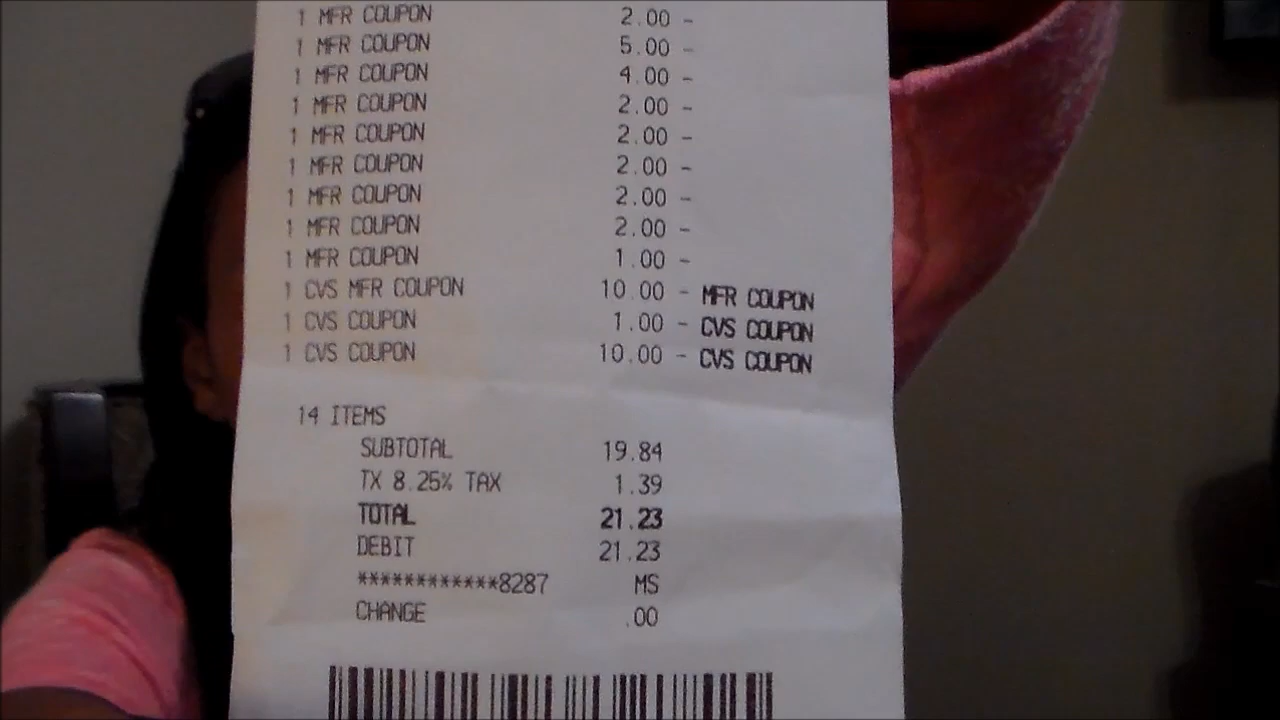 1 MFR COUPON 2.00 -
1 MFR COUPON 5.00 -
1 MFR COUPON 4.00 -
1 MFR COUPON 2.00 -
1 MFR COUPON 2.00 -
1 MFR COUPON 2.00 -
1 MFR COUPON 2.00 -
1 MFR COUPON 2.00 -
1 MFR COUPON 1.00 -
1 CVS MFR COUPON 10.00 - MFR COUPON
1 CVS COUPON 1.00 - CVS COUPON
1 CVS COUPON 10.00 - CVS COUPON
14 ITEMS
SUBTOTAL 19.84
TX 8.25% TAX 1.39
TOTAL 21.23
DEBIT 21.23
************8287 MS
CHANGE .00